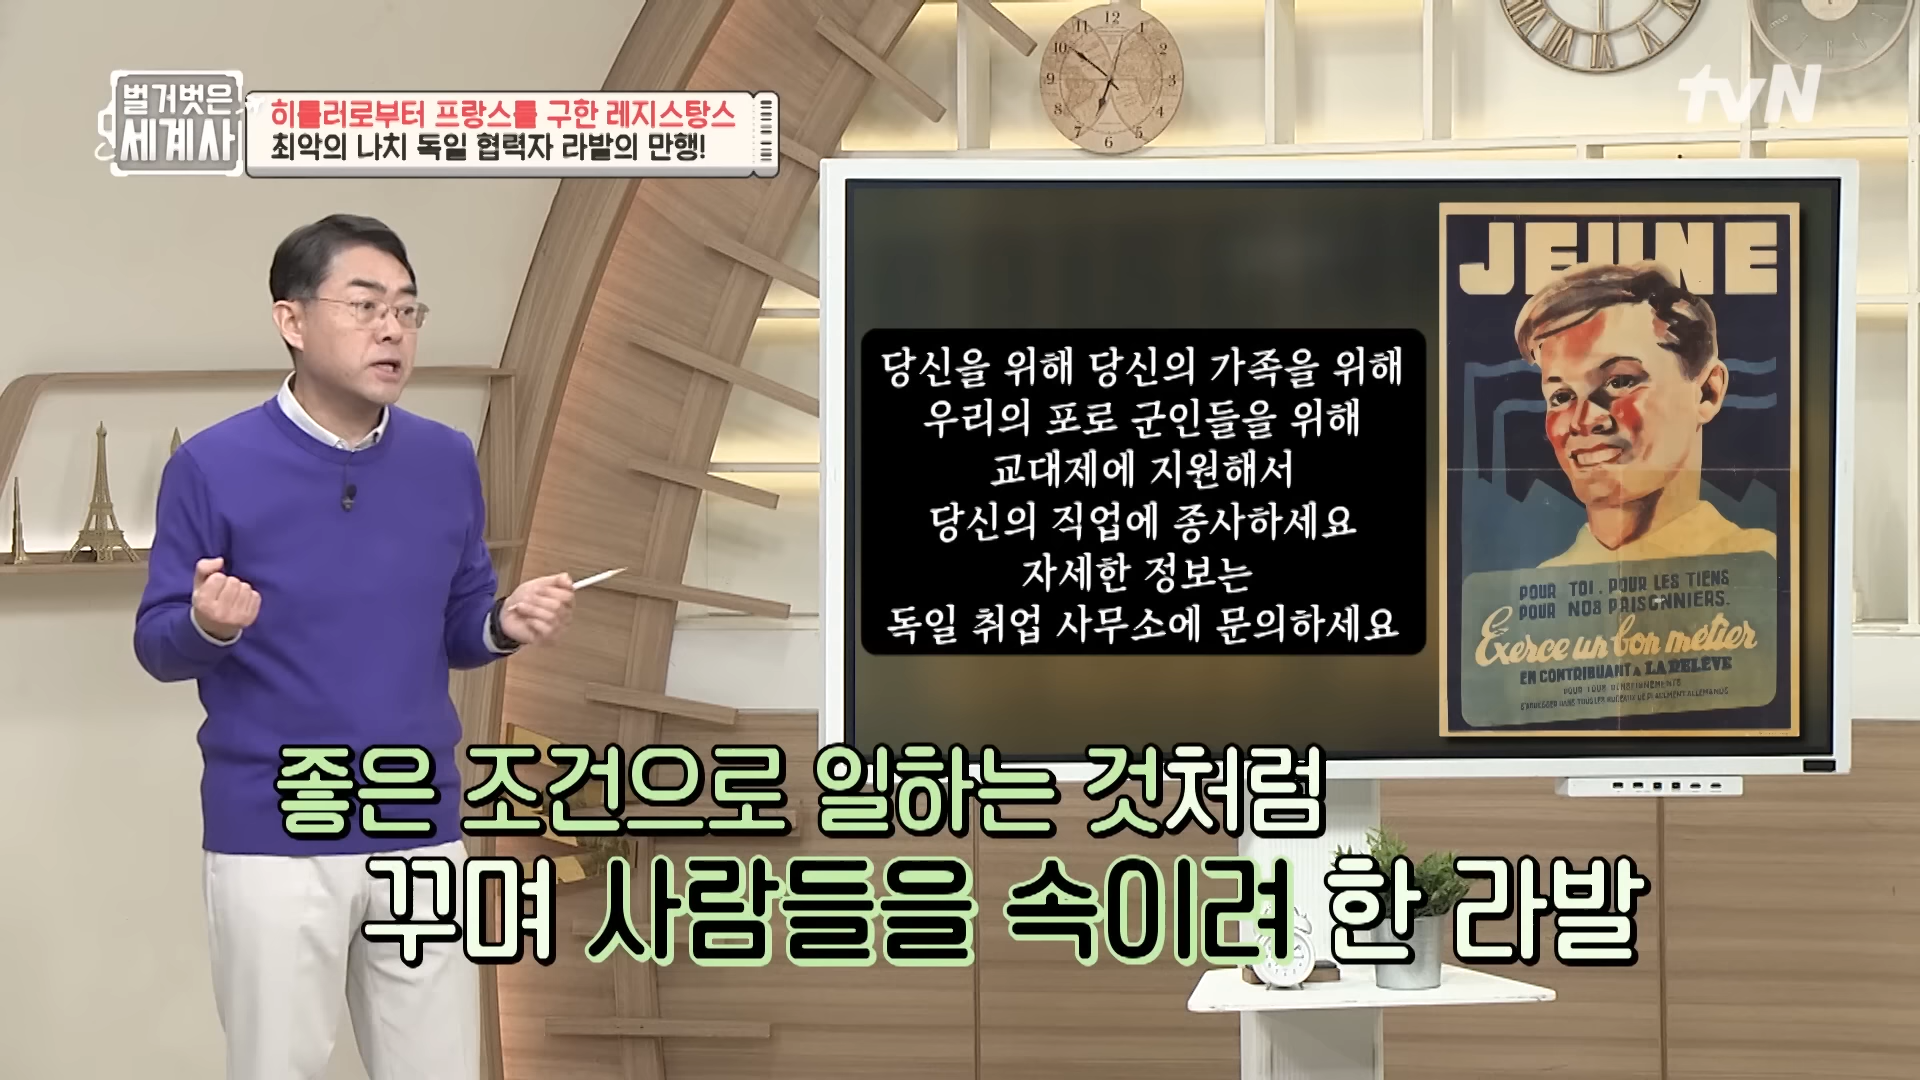 벌거벗은
세계사
히틀러로부터 프랑스를 구한 레지스탕스
최악의 나치 독일 협력자 라발의 만행!
tvN
당신을 위해 당신의 가족을 위해
우리의 포로 군인들을 위해
교대제에 지원해서
당신의 직업에 종사하세요
자세한 정보는
독일 취업 사무소에 문의하세요
JEUNE
POUR TOI. POUR LES TIENS
POUR NOS PRISONNIERS.
Exerce un bon métier
EN CONTRIBUANT A LA RELÈVE
POUR TOUS RENSEIGNEMENTS
좋은 조건으로 일하는 것처럼
꾸며 사람들을 속이려 한 라발